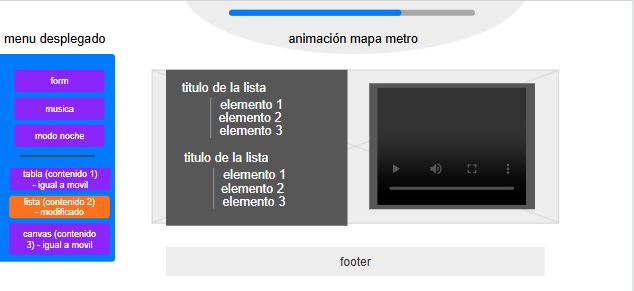 menu desplegado
animación mapa metro
form
musica
modo noche
tabla (contenido 1)
- igual a movil
lista (contenido 2)
- modificado
canvas (contenido
3) - igual a movil
titulo de la lista
elemento 1
elemento 2
elemento 3
titulo de la lista
elemento 1
elemento 2
elemento 3
footer